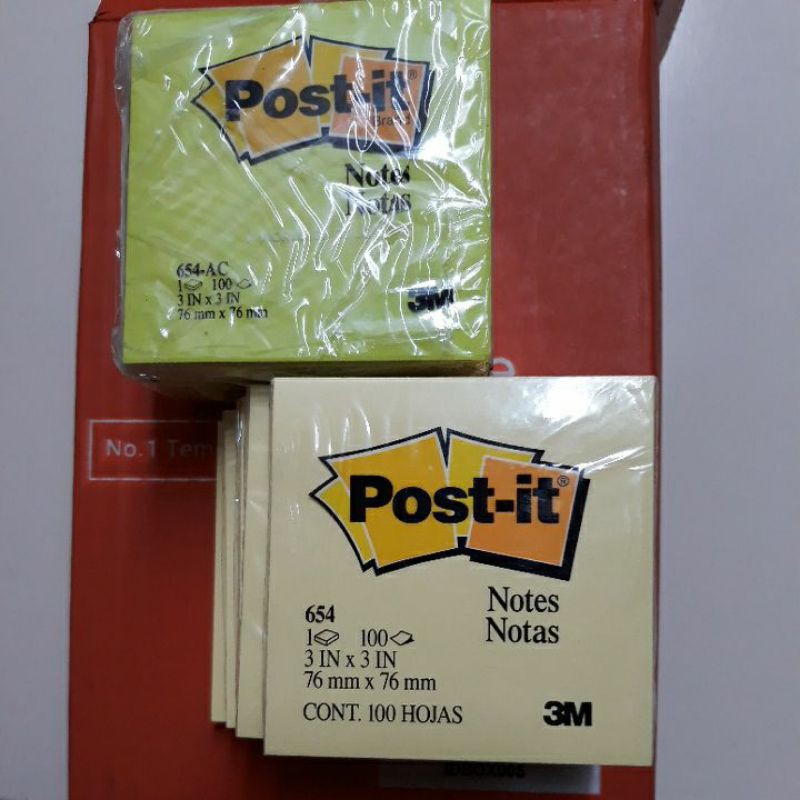 Post-it®
Brand
Notes
Notas
654-AC
1 100
3 IN x 3 IN
76 mm x 76 mm
3M
No.1 Tem
Post-it®
Notes
Notas
654
1 100
3 IN x 3 IN
76 mm x 76 mm
CONT. 100 HOJAS
3M